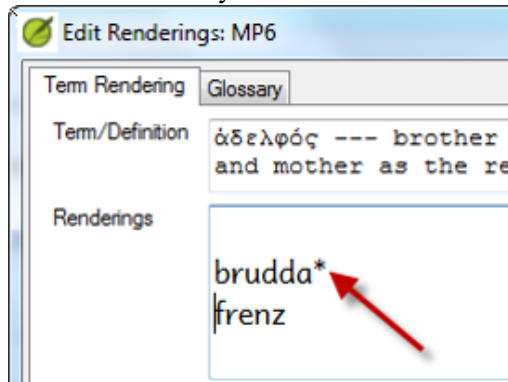 Edit Renderings: MP6
Term Rendering Glossary
Term/Definition
ἀδελφός --- brother
and mother as the re
Renderings
brudda*
frenz